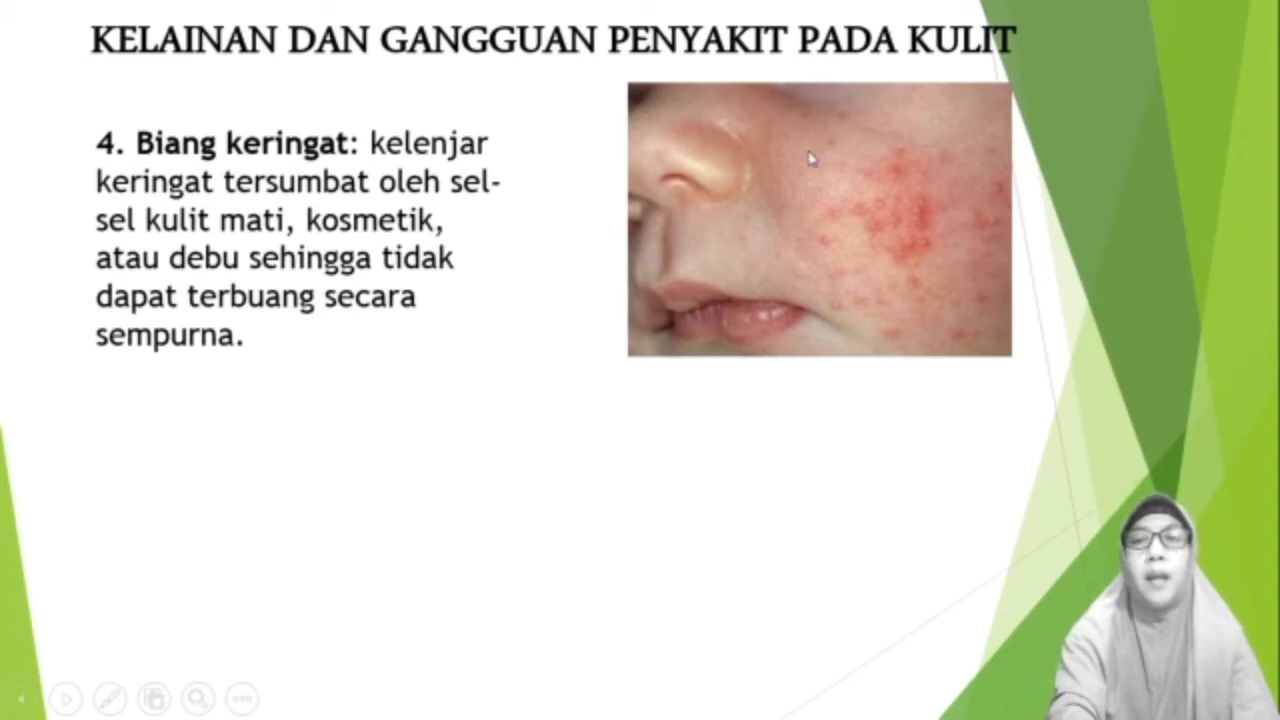 KELAINAN DAN GANGGUAN PENYAKIT PADA KULIT
4. Biang keringat: kelenjar
keringat tersumbat oleh sel-
sel kulit mati, kosmetik,
atau debu sehingga tidak
dapat terbuang secara
sempurna.